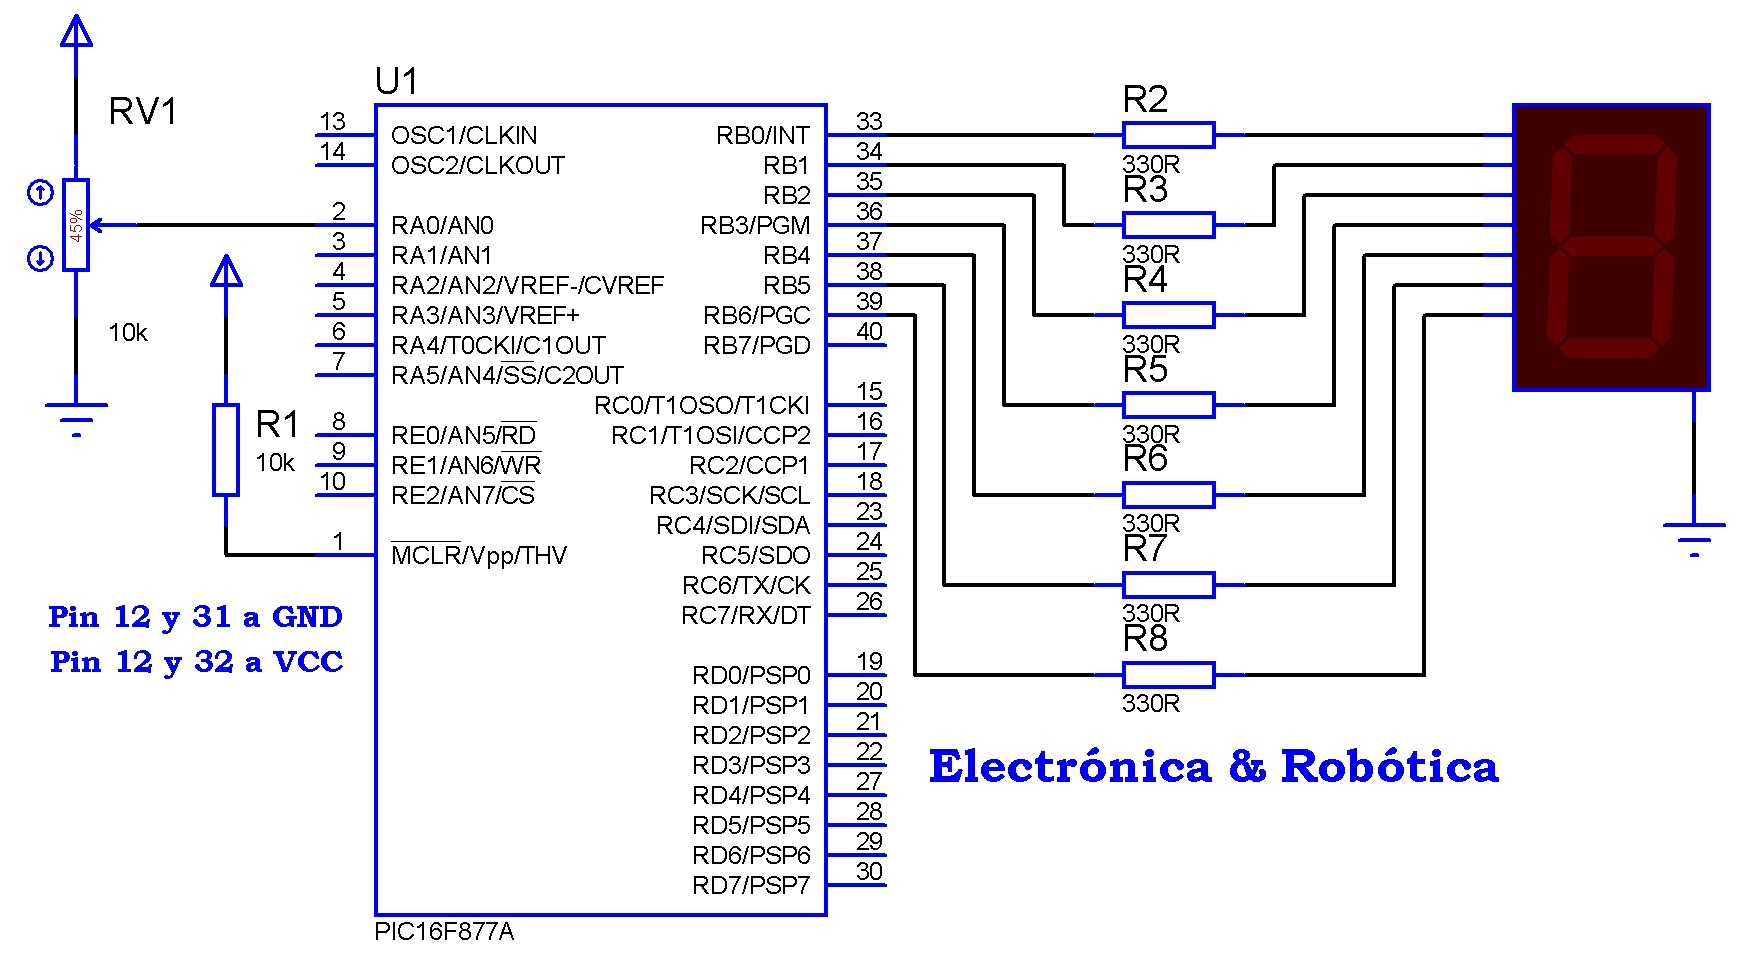 RV1
45%
10k
R1
10k
Pin 12 y 31 a GND
Pin 12 y 32 a VCC
U1
13 OSC1/CLKIN
14 OSC2/CLKOUT
2 RA0/AN0
3 RA1/AN1
4 RA2/AN2/VREF-/CVREF
5 RA3/AN3/VREF+
6 RA4/T0CKI/C1OUT
7 RA5/AN4/SS/C2OUT
8 RE0/AN5/RD
9 RE1/AN6/WR
10 RE2/AN7/CS
1 MCLR/Vpp/THV
RB0/INT 33
RB1 34
RB2 35
RB3/PGM 36
RB4 37
RB5 38
RB6/PGC 39
RB7/PGD 40
RC0/T1OSO/T1CKI 15
RC1/T1OSI/CCP2 16
RC2/CCP1 17
RC3/SCK/SCL 18
RC4/SDI/SDA 23
RC5/SDO 24
RC6/TX/CK 25
RC7/RX/DT 26
RD0/PSP0 19
RD1/PSP1 20
RD2/PSP2 21
RD3/PSP3 22
RD4/PSP4 27
RD5/PSP5 28
RD6/PSP6 29
RD7/PSP7 30
PIC16F877A
R2
330R
R3
330R
R4
330R
R5
330R
R6
330R
R7
330R
R8
330R
Electrónica & Robótica